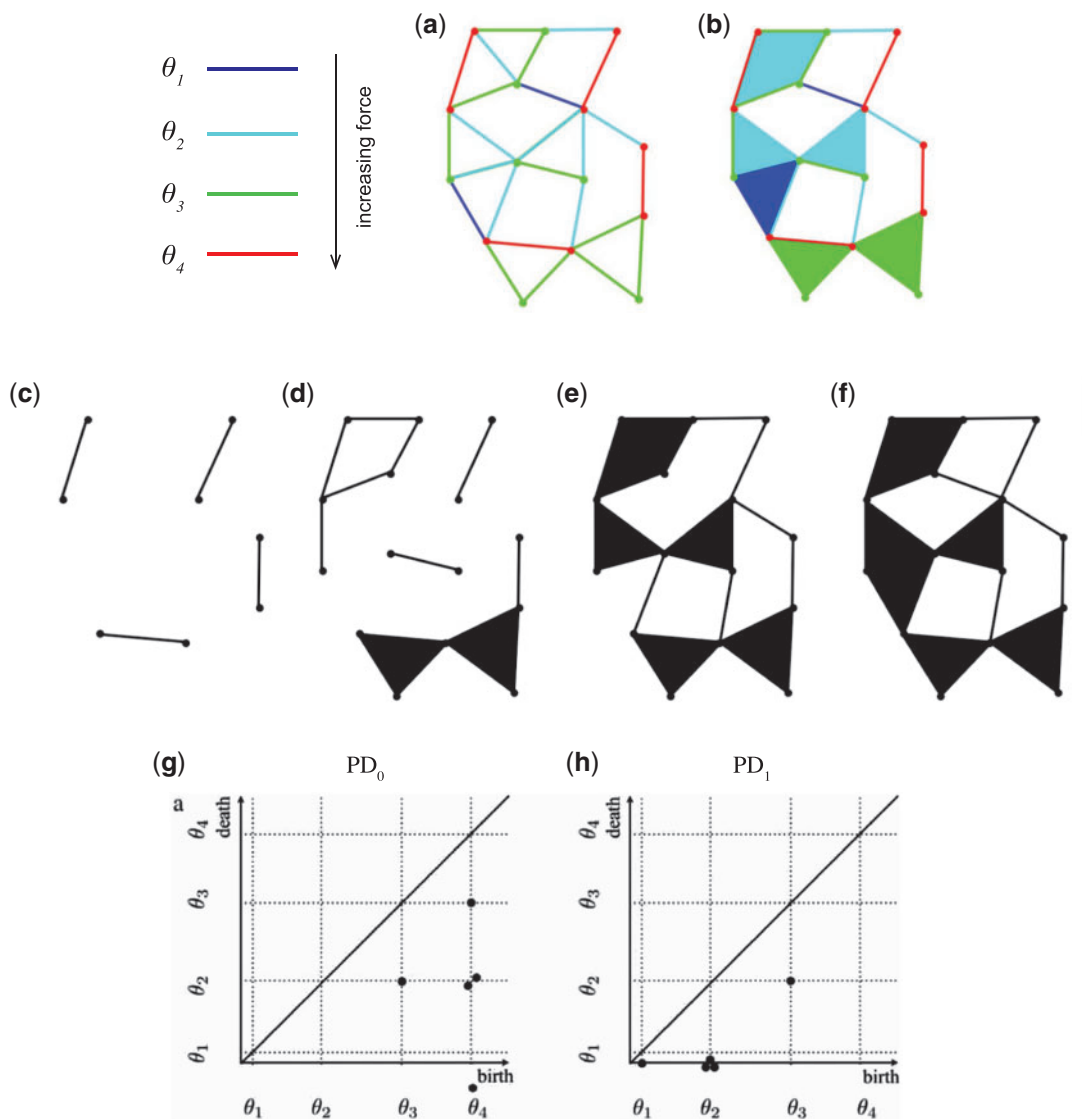 (a)
(b)
θ1
θ2
θ3
θ4
increasing force
(c)
(d)
(e)
(f)
(g) PD0
(h) PD1
a
death
θ4
θ3
θ2
θ1
birth
θ1 θ2 θ3 θ4
death
θ4
θ3
θ2
θ1
birth
θ1 θ2 θ3 θ4